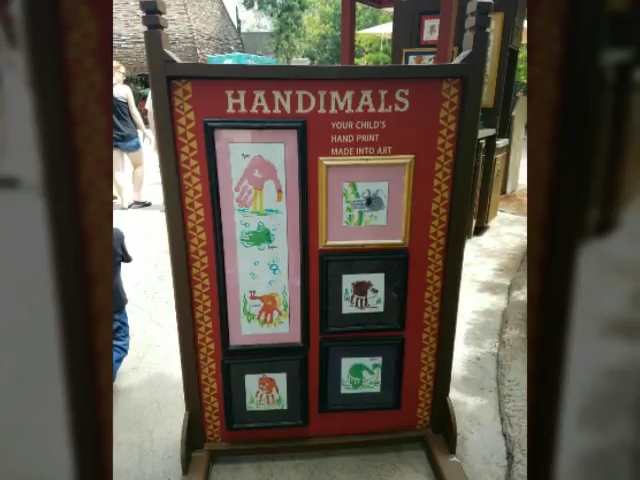 HANDIMALS
YOUR CHILD'S
HAND PRINT
MADE INTO ART